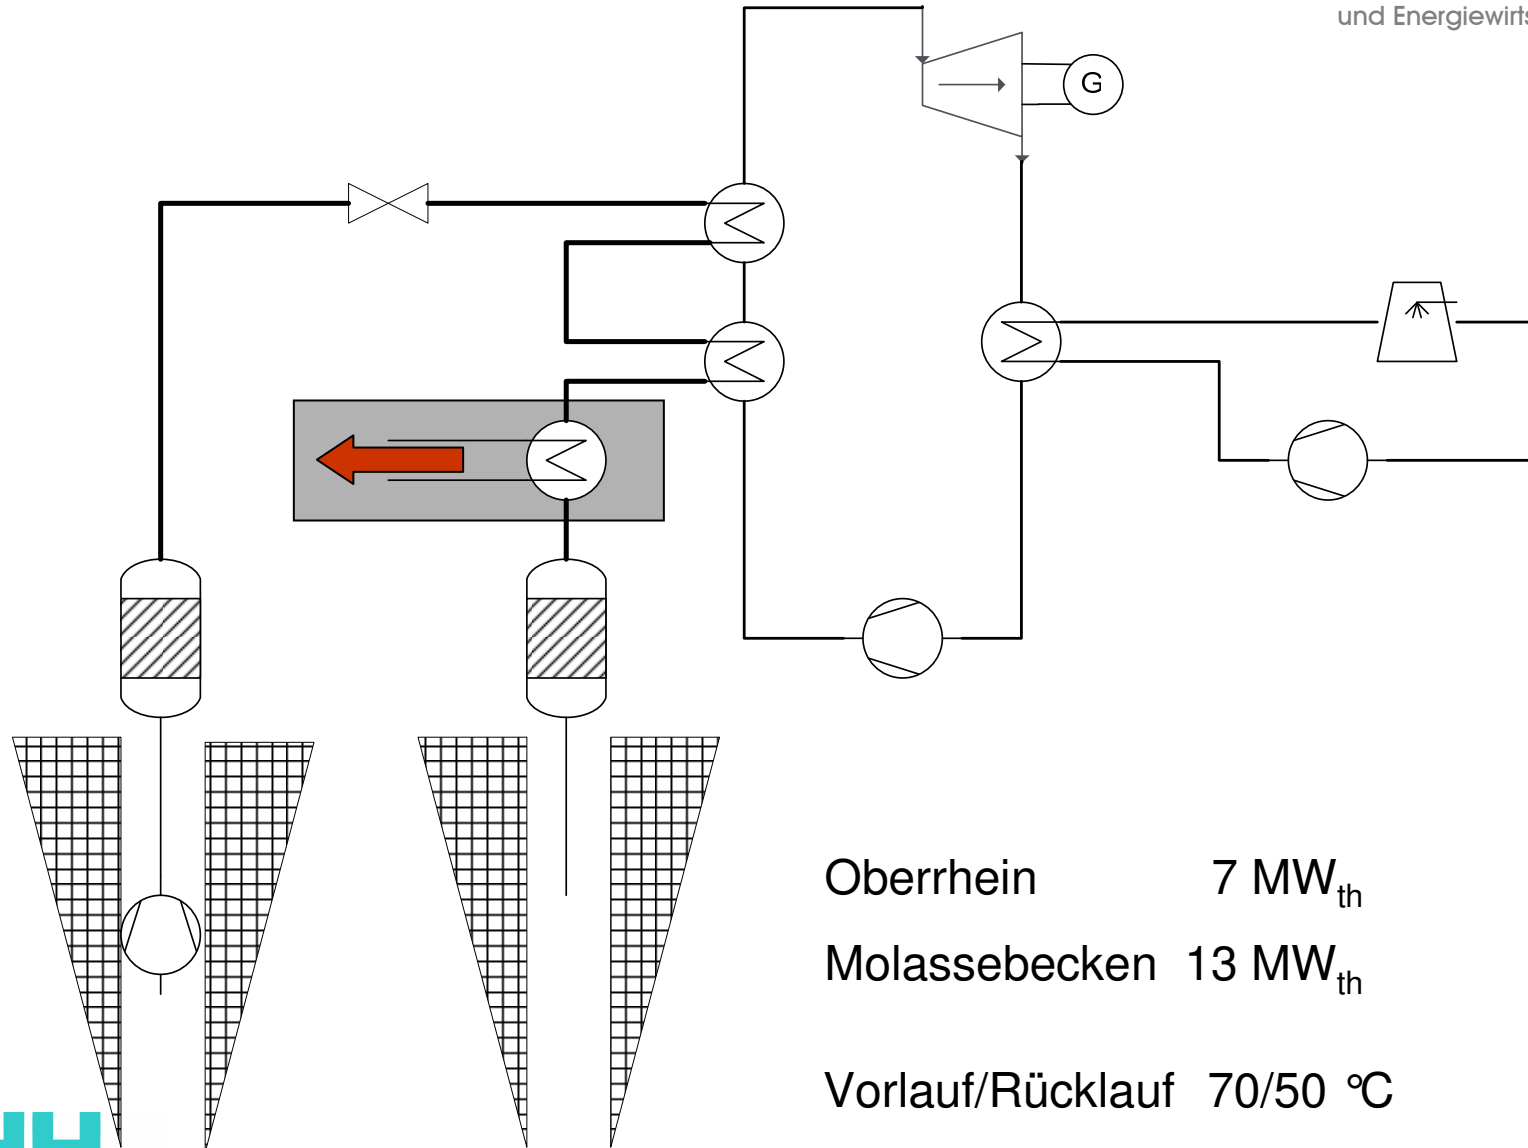 und Energiewirts
G
Oberrhein 7 MWth
Molassebecken 13 MWth
Vorlauf/Rücklauf 70/50 °C